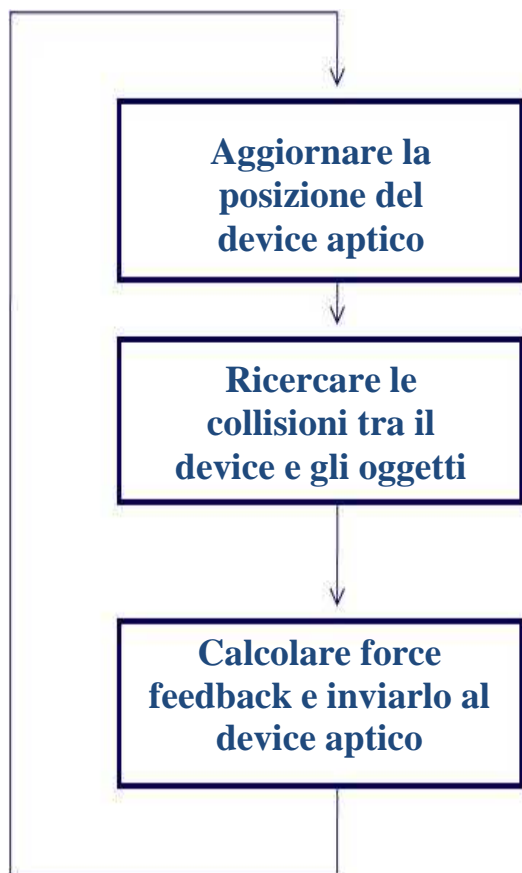 Aggiornare la
posizione del
device aptico
Ricercare le
collisioni tra il
device e gli oggetti
Calcolare force
feedback e inviarlo al
device aptico